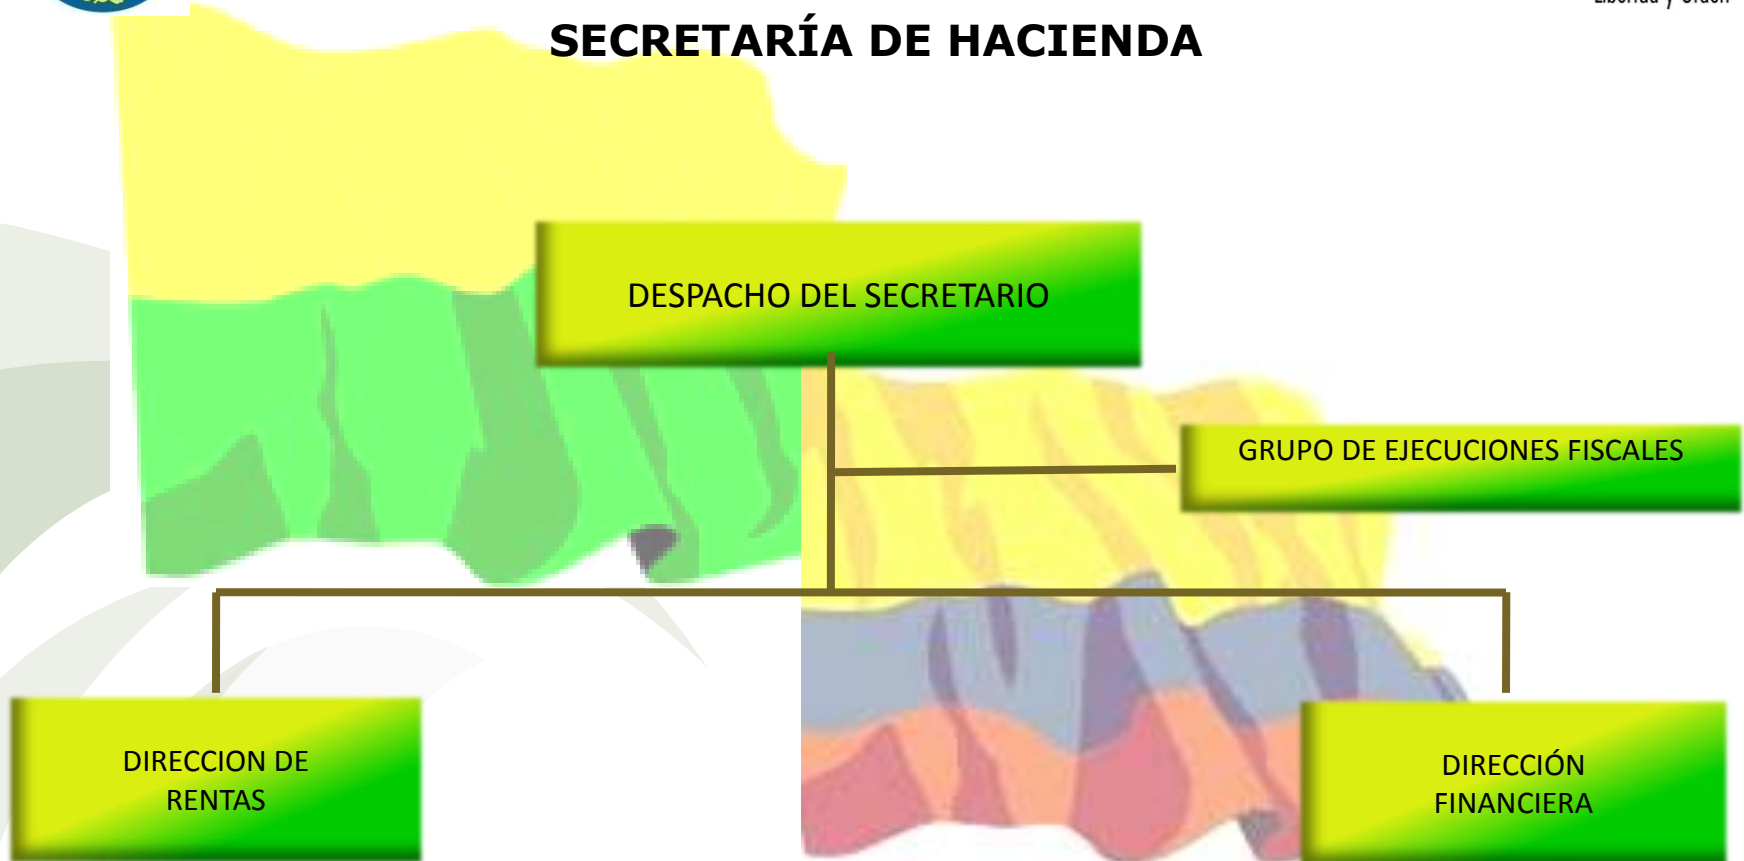 SECRETARÍA DE HACIENDA
DESPACHO DEL SECRETARIO
GRUPO DE EJECUCIONES FISCALES
DIRECCION DE
RENTAS
DIRECCIÓN
FINANCIERA